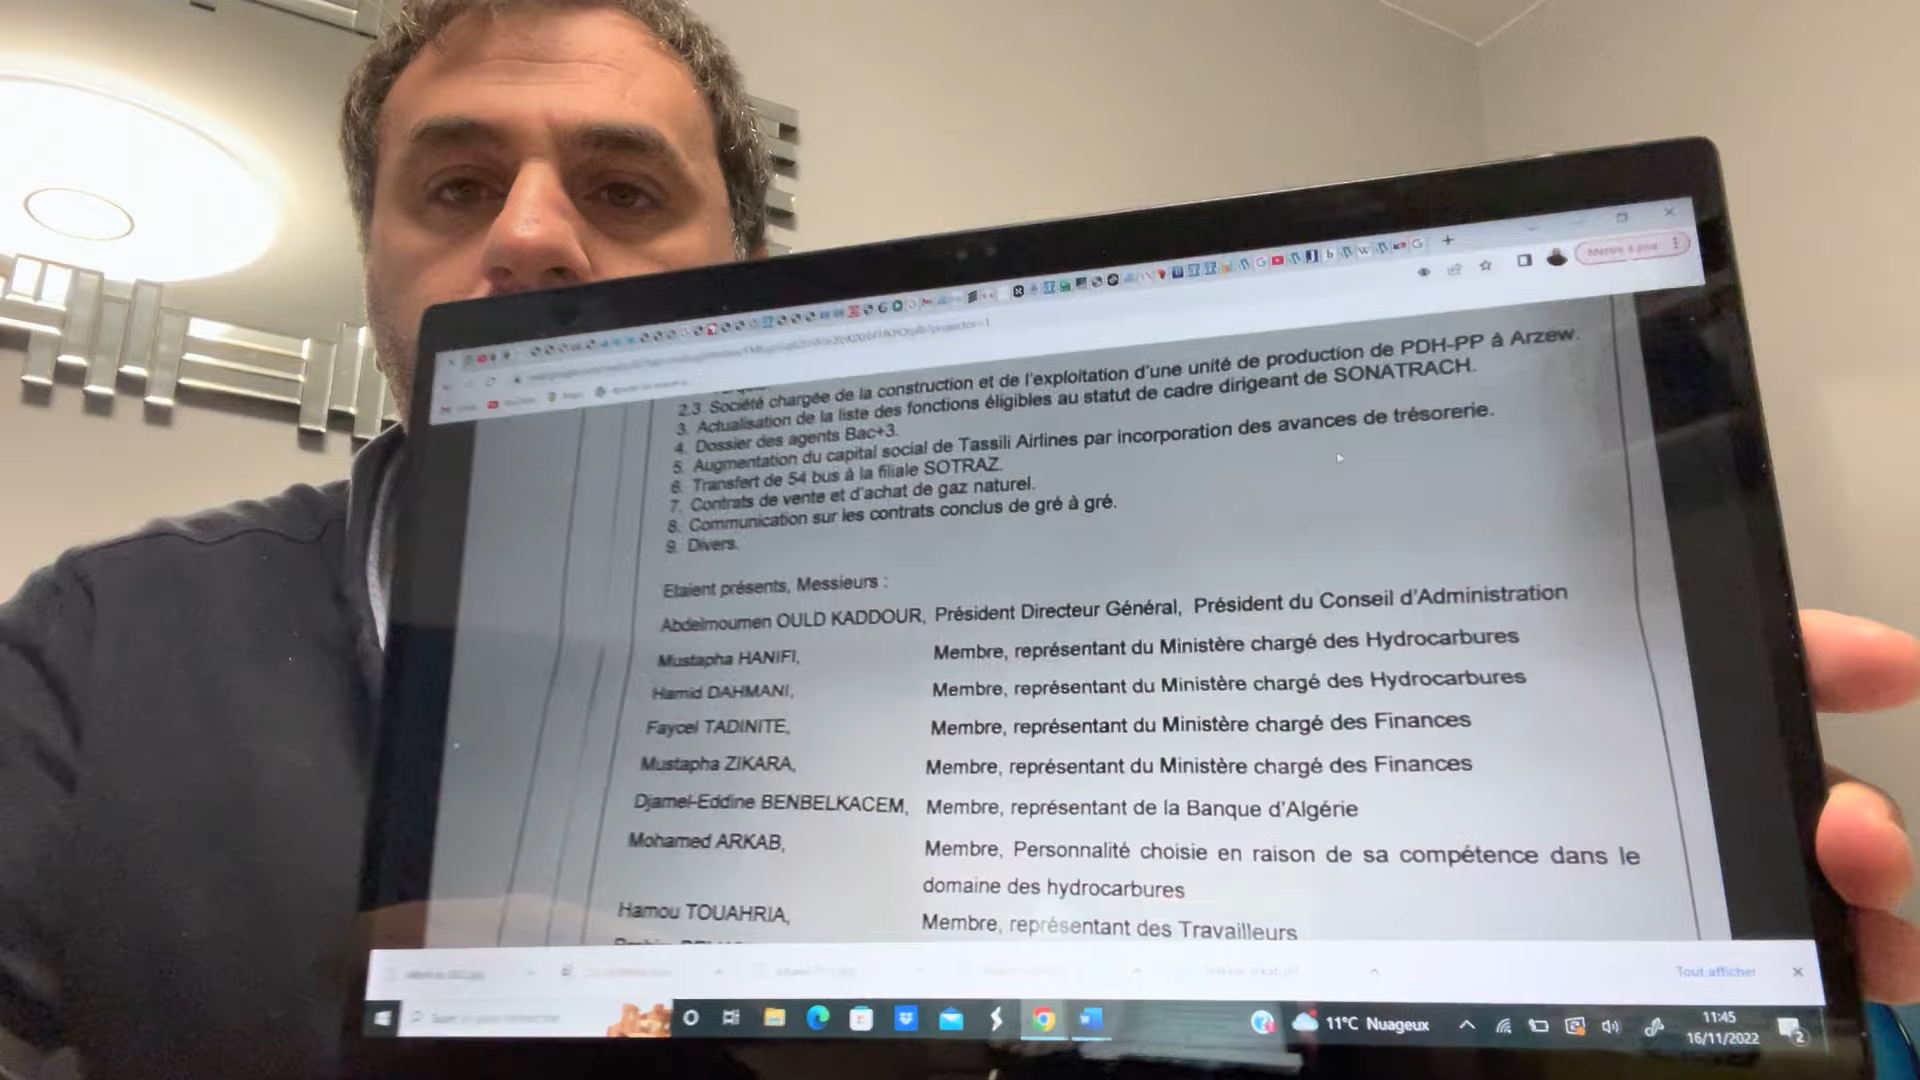 Mettre à jour
2.3 Société chargée de la construction et de l'exploitation d'une unité de production de PDH-PP à Arzew.
3. Actualisation de la liste des fonctions éligibles au statut de cadre dirigeant de SONATRACH.
4. Dossier des agents Bac+3.
5. Augmentation du capital social de Tassili Airlines par incorporation des avances de trésorerie.
6. Transfert de 54 bus à la filiale SOTRAZ.
7. Contrats de vente et d'achat de gaz naturel.
8. Communication sur les contrats conclus de gré à gré.
9. Divers.
Etaient présents, Messieurs :
Abdelmoumen OULD KADDOUR, Président Directeur Général, Président du Conseil d'Administration
Mustapha HANIFI, Membre, représentant du Ministère chargé des Hydrocarbures
Hamid DAHMANI, Membre, représentant du Ministère chargé des Hydrocarbures
Faycel TADINITE, Membre, représentant du Ministère chargé des Finances
Mustapha ZIKARA, Membre, représentant du Ministère chargé des Finances
Djamel-Eddine BENBELKACEM, Membre, représentant de la Banque d'Algérie
Mohamed ARKAB, Membre, Personnalité choisie en raison de sa compétence dans le
domaine des hydrocarbures
Hamou TOUAHRIA, Membre, représentant des Travailleurs
Tout afficher
11°C Nuageux
11:45
16/11/2022
2